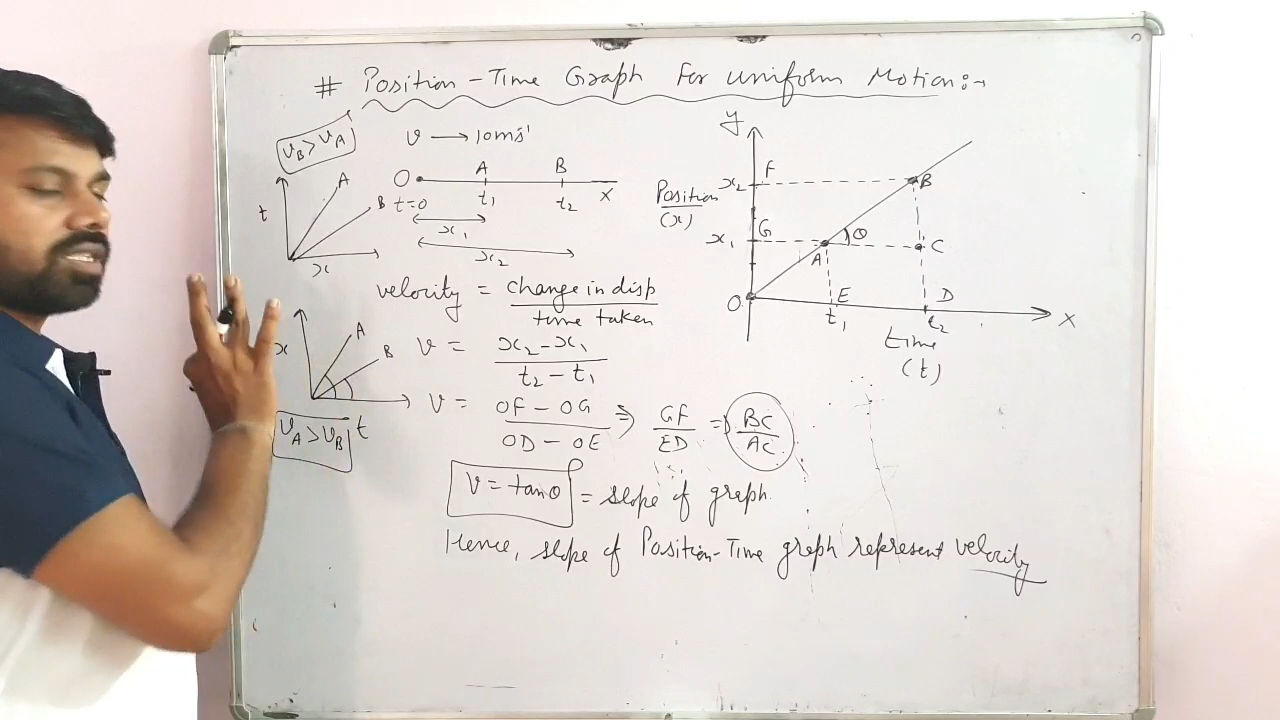 # Position-Time Graph For Uniform Motion:-
v_B > v_A
v → 10ms⁻¹
O A B X
t=0 t₁ t₂
x₁
x₂
t A B
x
velocity = change in disp / time taken
v = x₂-x₁ / t₂-t₁
v = OF-OG / OD-OE ⇒ GF / ED ⇒ BC / AC
v = tanθ = slope of graph.
Hence, slope of Position-Time graph represent velocity
x A B
t
v_A > v_B
y
Position (x)
x₂ F B
x₁ G A θ C
O E D X
t₁ t₂
time
(t)